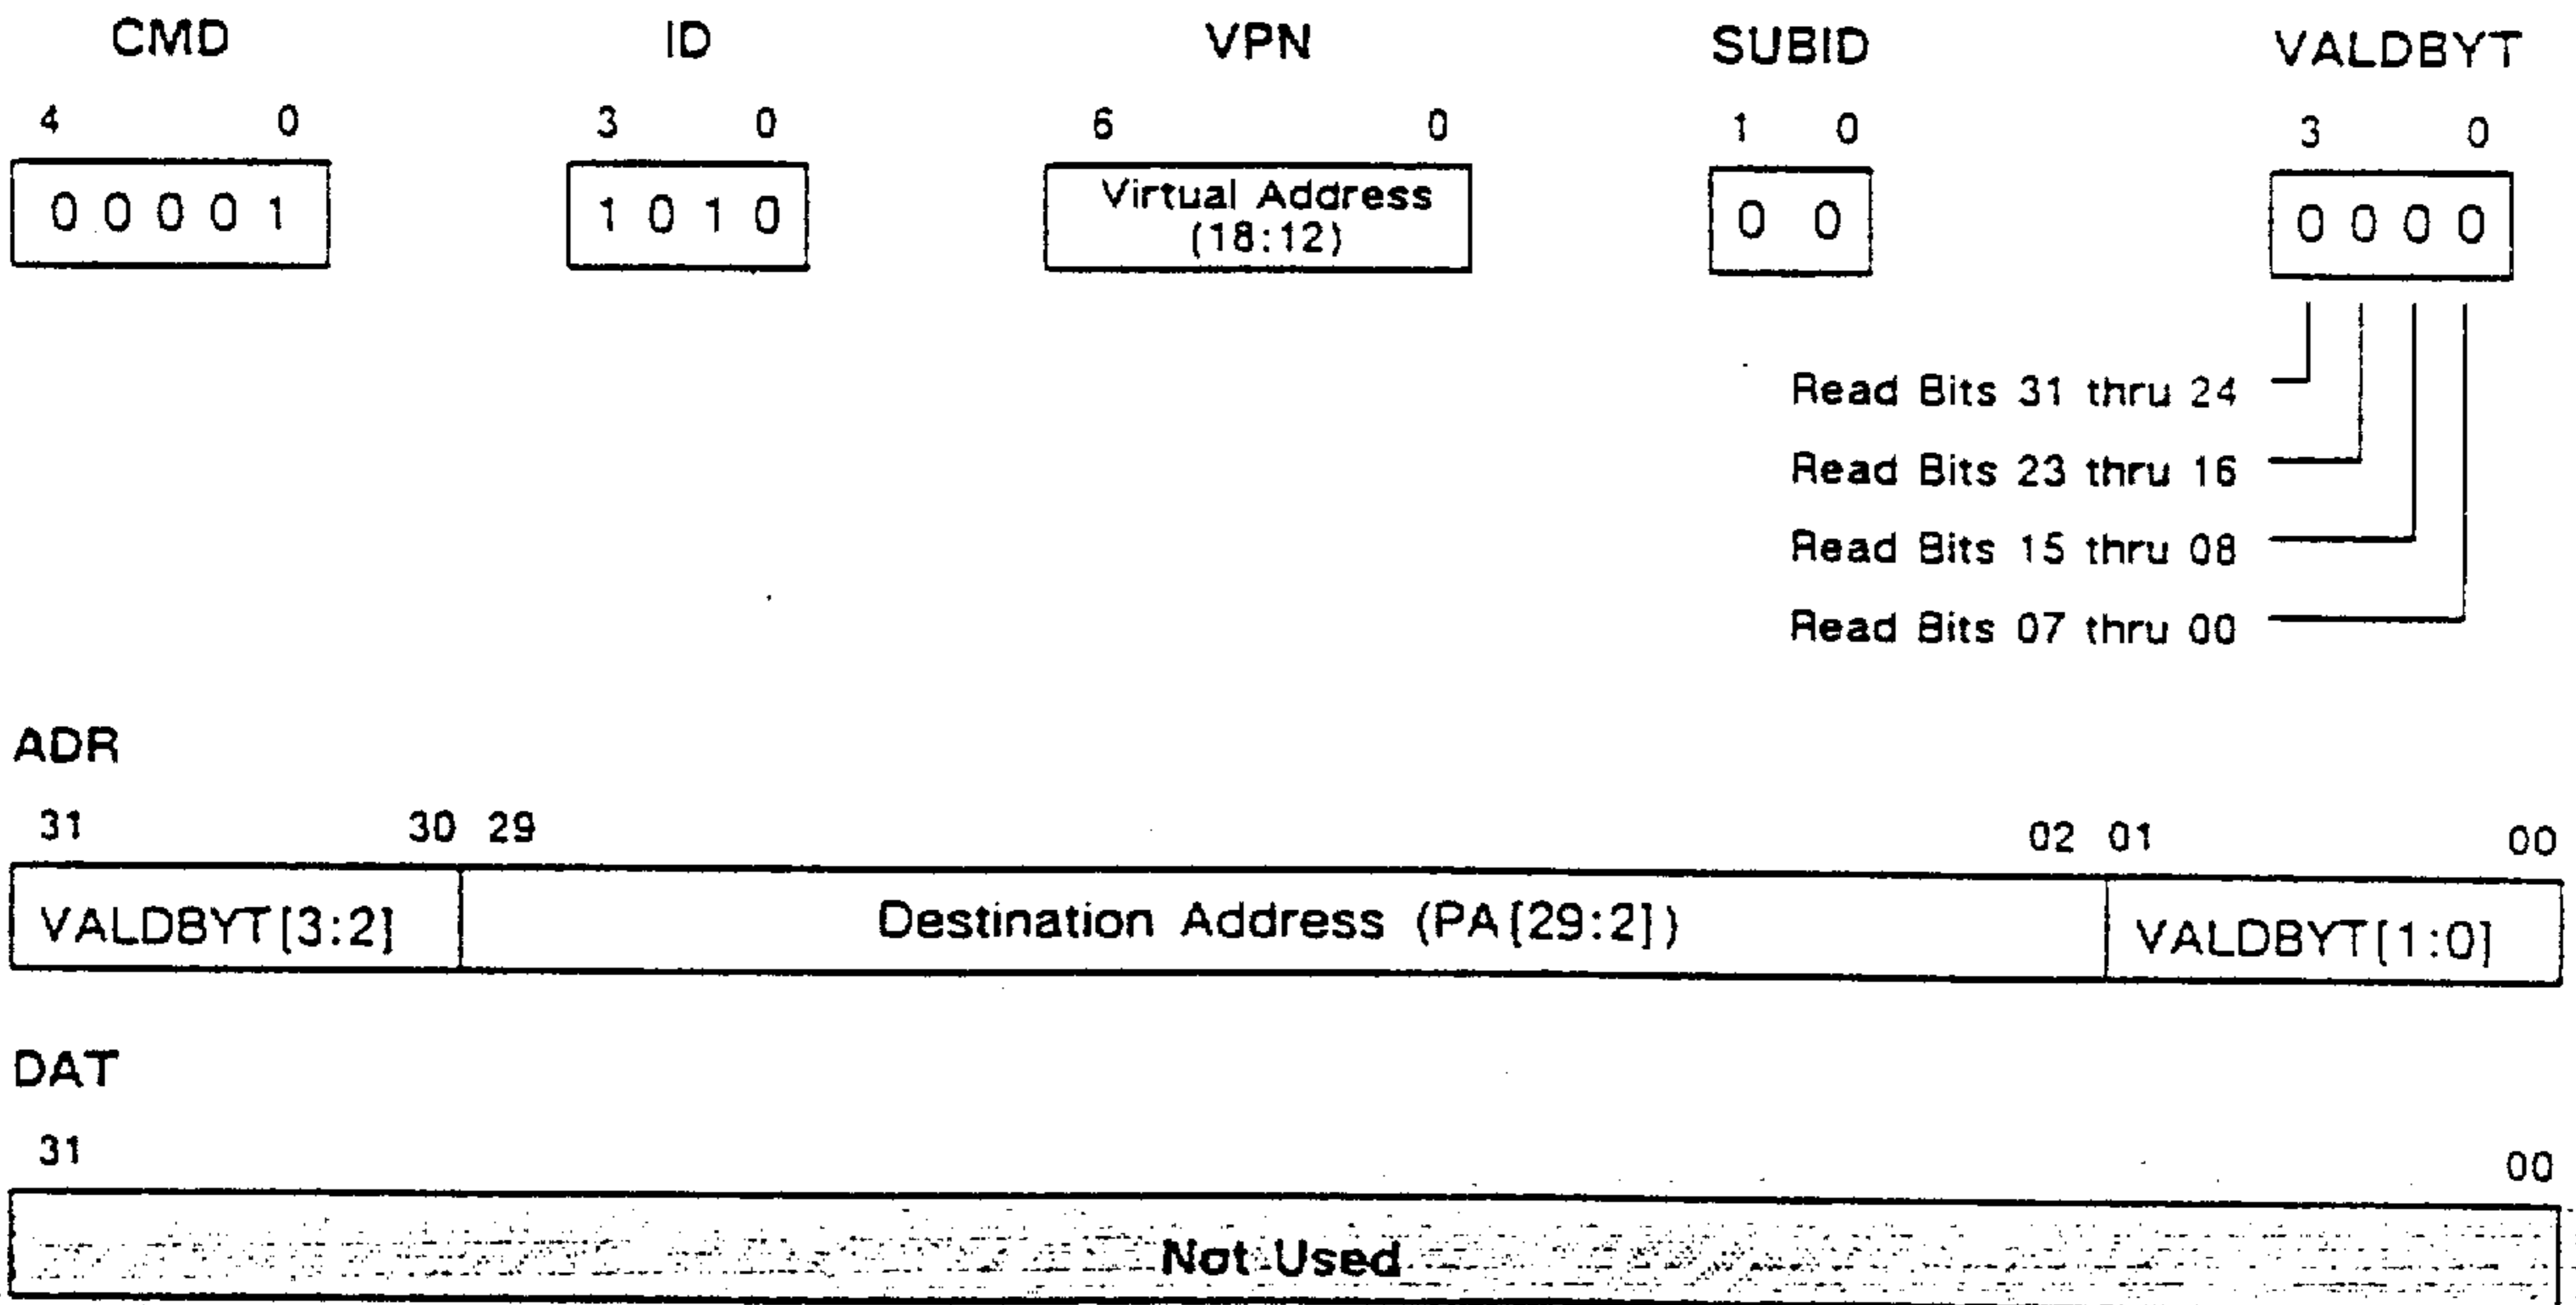 CMD ID VPN SUBID VALDBYT
4 0 3 0 6 0 1 0 3 0
0 0 0 0 1 1 0 1 0 Virtual Address 0 0 0 0 0 0
(18:12)
Read Bits 31 thru 24
Read Bits 23 thru 16
Read Bits 15 thru 08
Read Bits 07 thru 00
ADR
31 30 29 02 01 00
VALDBYT[3:2] Destination Address (PA[29:2]) VALDBYT[1:0]
DAT
31 00
Not Used